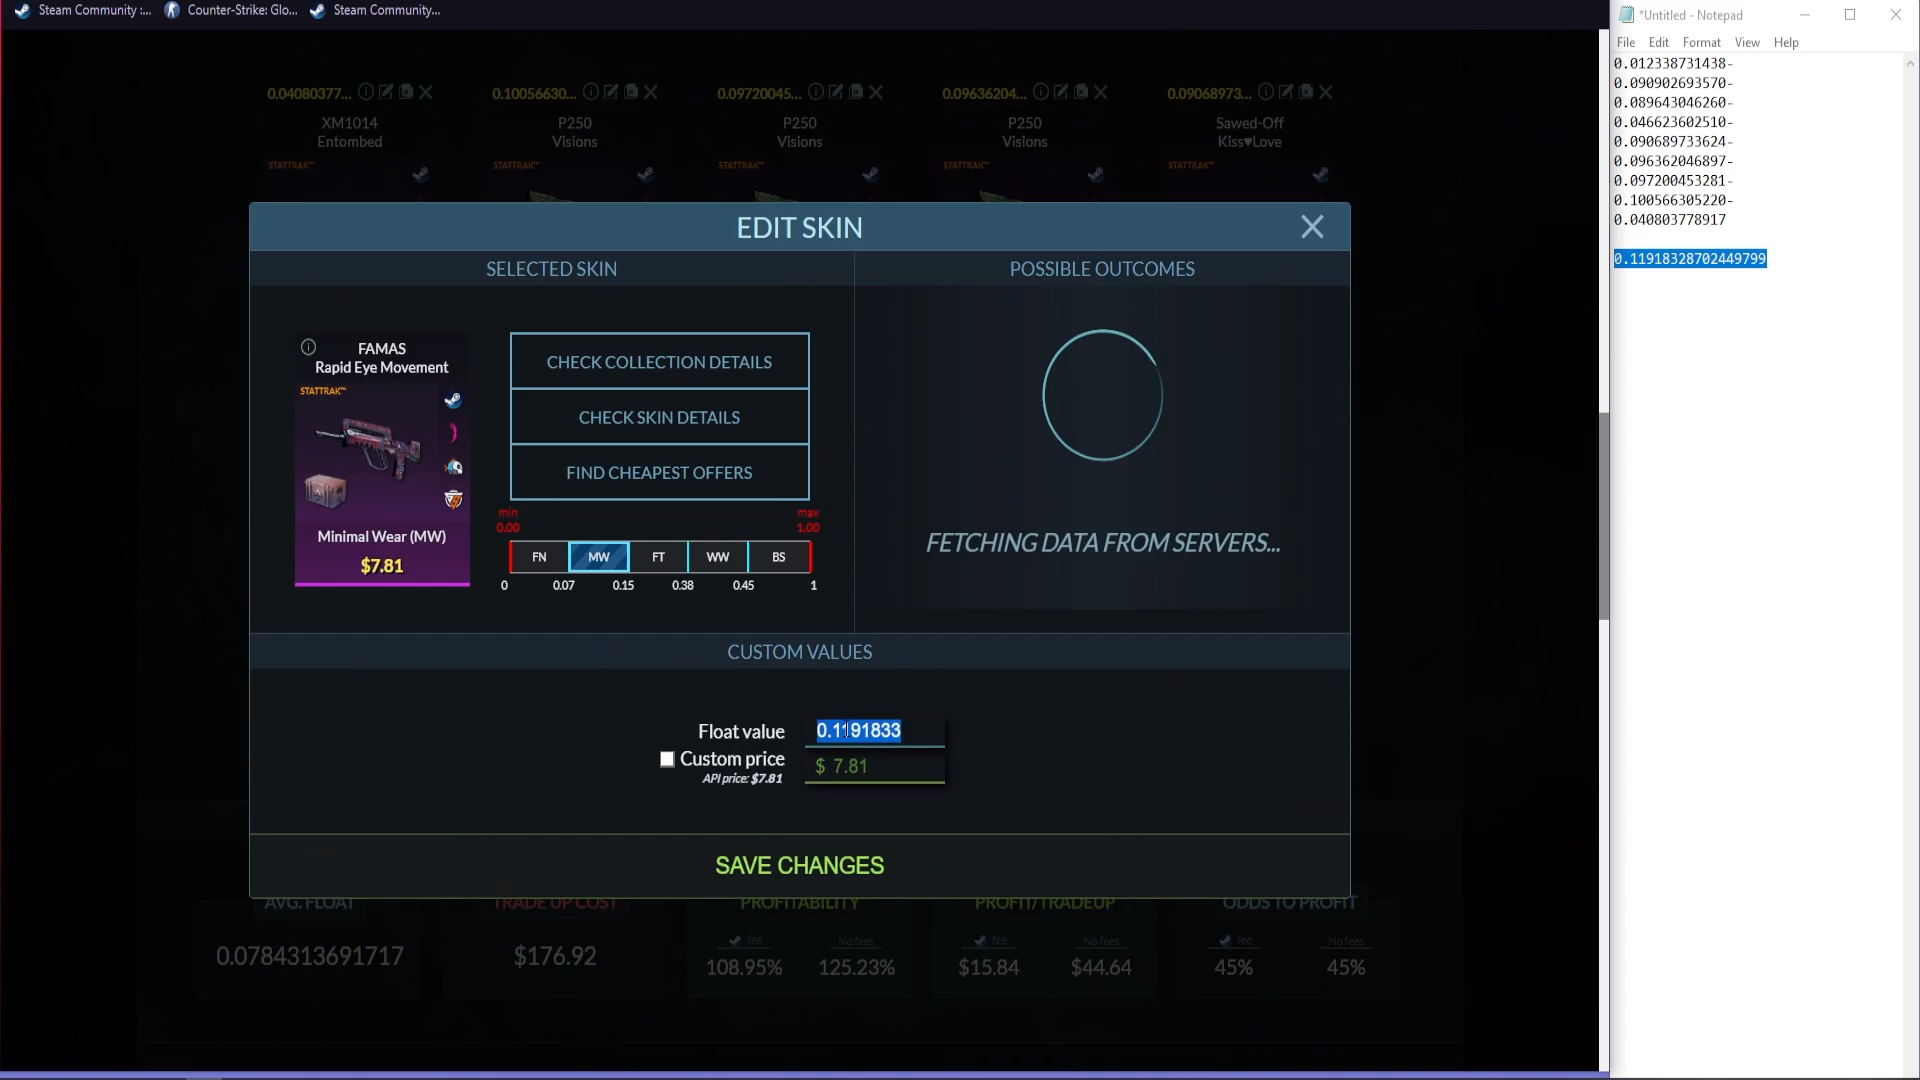 Steam Community :...
Counter-Strike: Glo...
Steam Community...
*Untitled - Notepad
File Edit Format View Help
0.012338731438-
0.090902693570-
0.089643046260-
0.046623602510-
0.090689733624-
0.096362046897-
0.097200453281-
0.100566305220-
0.040803778917
0.11918328702449799
0.04080377...
XM1014
Entombed
STATTRAK™
0.10056630...
P250
Visions
STATTRAK™
0.09720045...
P250
Visions
STATTRAK™
0.09636204...
P250
Visions
STATTRAK™
0.09068973...
Sawed-Off
Kiss♥Love
STATTRAK™
EDIT SKIN
SELECTED SKIN
POSSIBLE OUTCOMES
FAMAS
Rapid Eye Movement
STATTRAK™
Minimal Wear (MW)
$7.81
CHECK COLLECTION DETAILS
CHECK SKIN DETAILS
FIND CHEAPEST OFFERS
min
0.00
max
1.00
FN MW FT WW BS
0 0.07 0.15 0.38 0.45 1
FETCHING DATA FROM SERVERS...
CUSTOM VALUES
Float value 0.1191833
Custom price $ 7.81
API price: $7.81
SAVE CHANGES
AVG. FLOAT
0.0784313691717
TRADE UP COST
$176.92
PROFITABILITY
fee No fees
108.95% 125.23%
PROFIT/TRADEUP
fee No fees
$15.84 $44.64
ODDS TO PROFIT
fee No fees
45% 45%